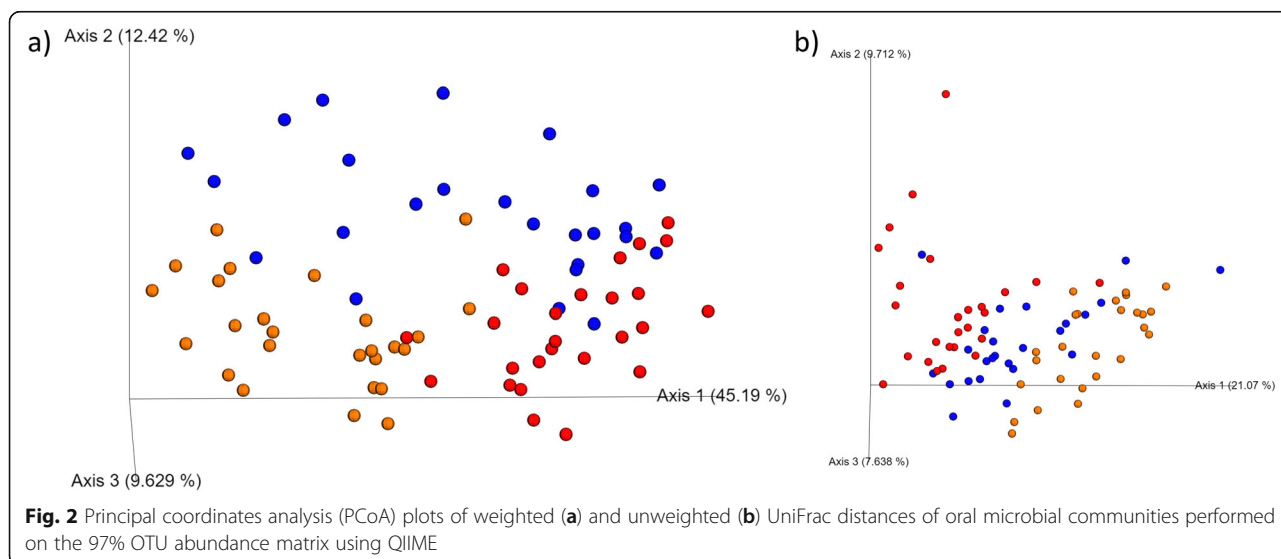 a)
Axis 2 (12.42 %)
Axis 1 (45.19 %)
Axis 3 (9.629 %)
b)
Axis 2 (9.712 %)
Axis 1 (21.07 %)
Axis 3 (7.638 %)
Fig. 2 Principal coordinates analysis (PCoA) plots of weighted (a) and unweighted (b) UniFrac distances of oral microbial communities performed
on the 97% OTU abundance matrix using QIIME